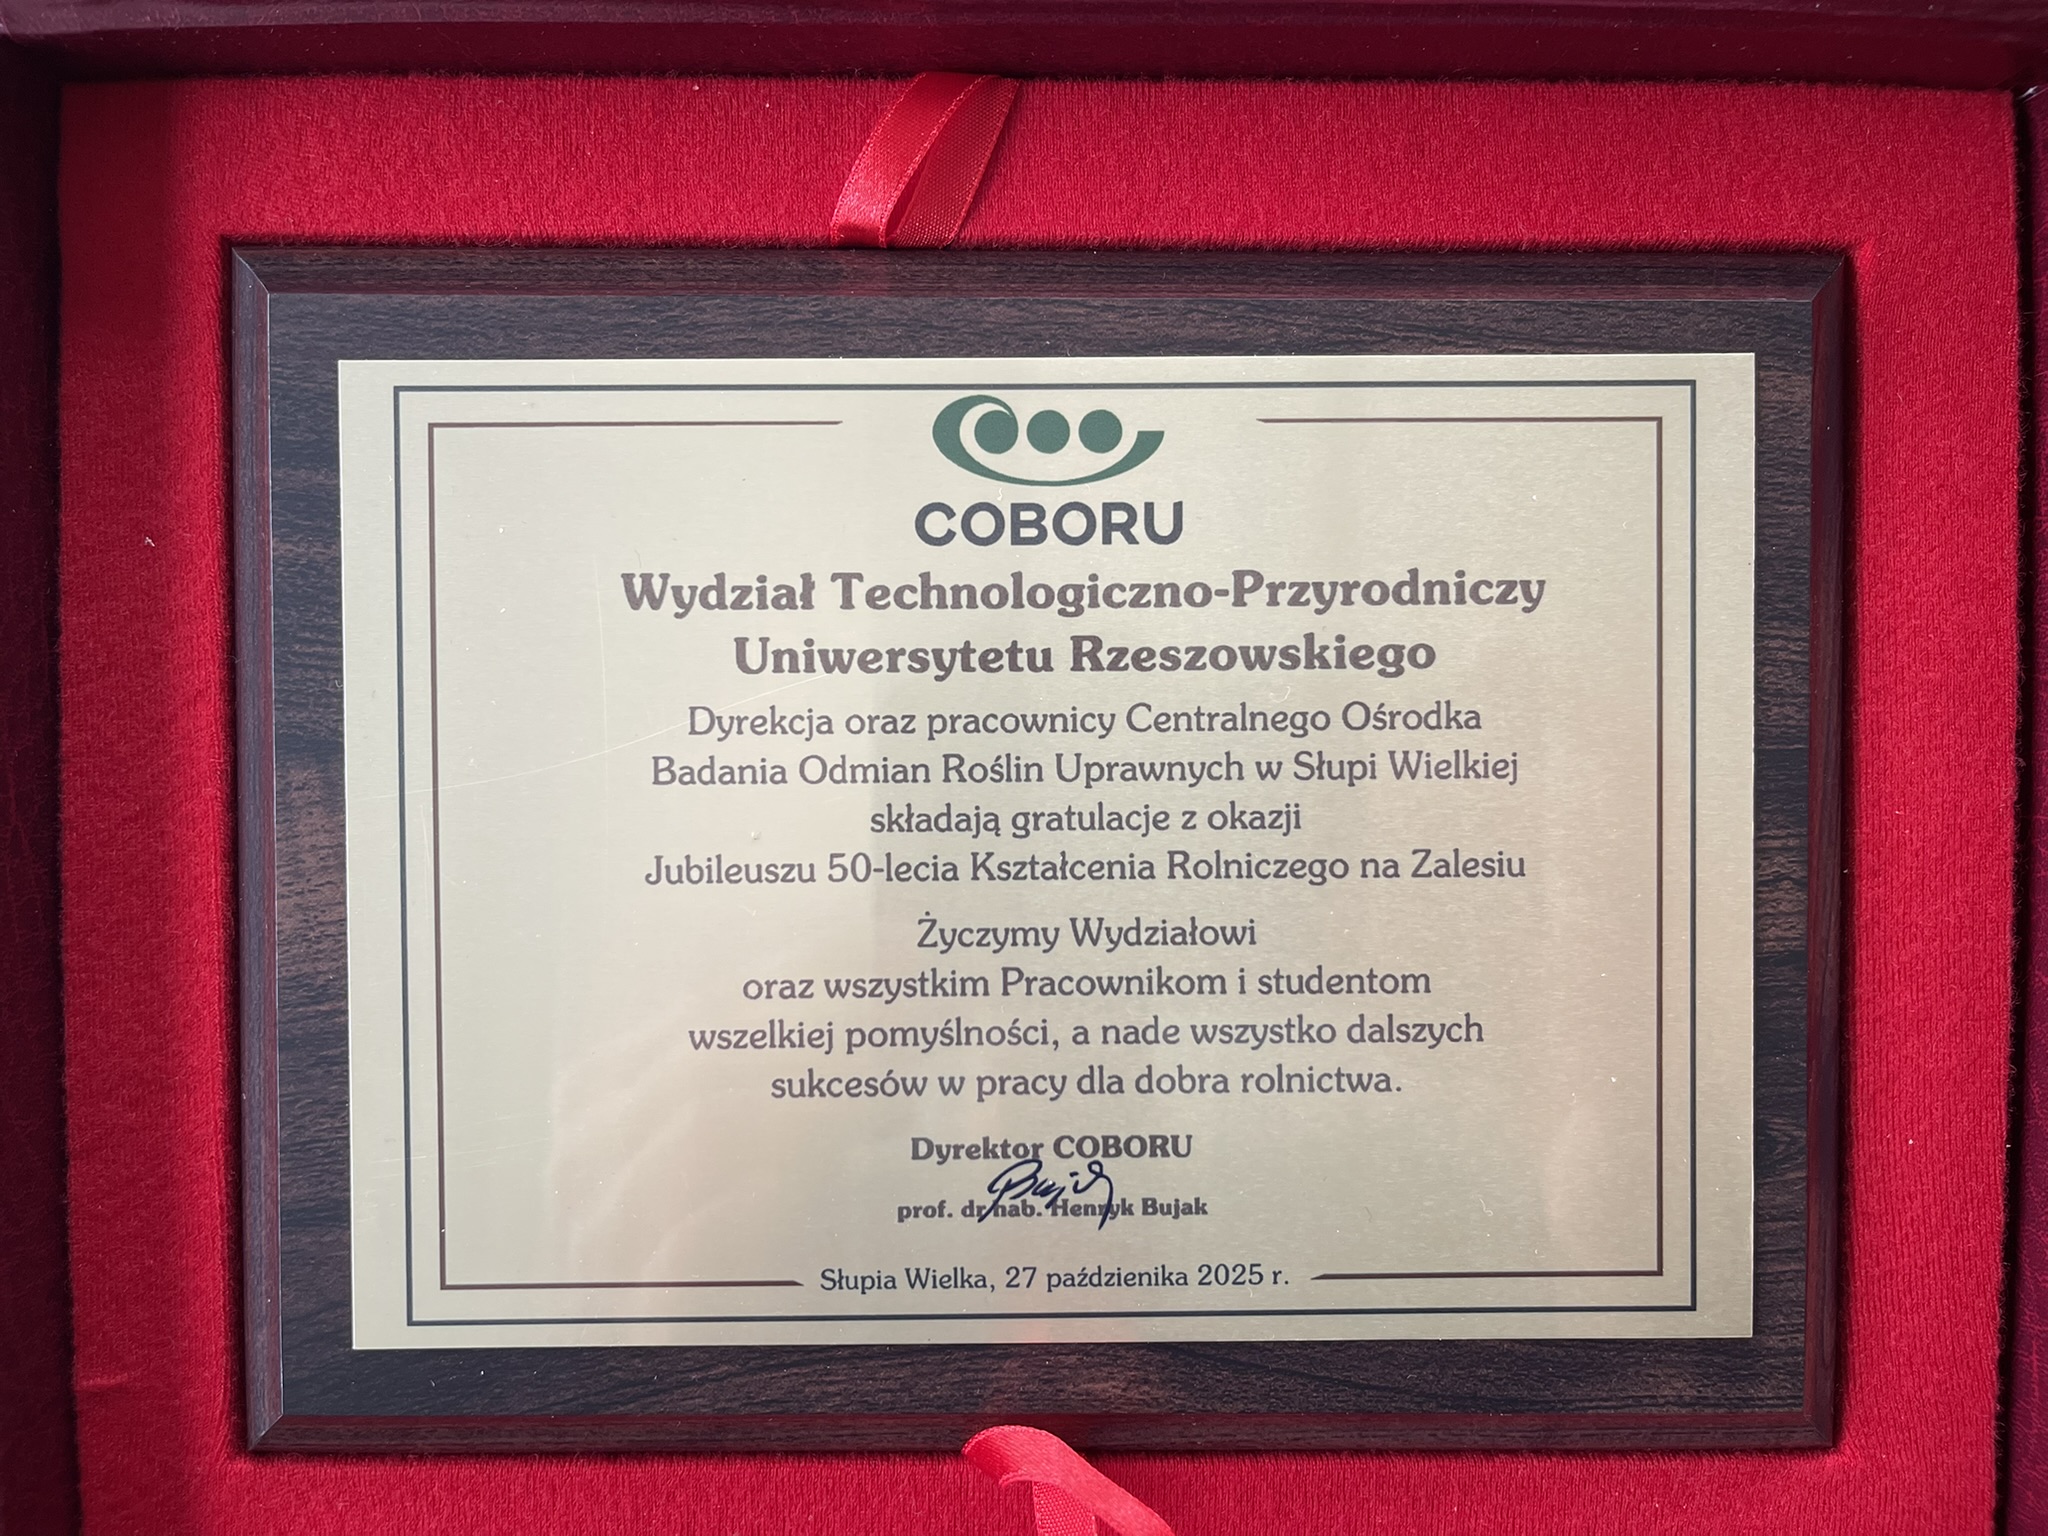 COBORU
Wydział Technologiczno-Przyrodniczy
Uniwersytetu Rzeszowskiego
Dyrekcja oraz pracownicy Centralnego Ośrodka
Badania Odmian Roślin Uprawnych w Słupi Wielkiej
składają gratulacje z okazji
Jubileuszu 50-lecia Kształcenia Rolniczego na Zalesiu
Życzymy Wydziałowi
oraz wszystkim Pracownikom i studentom
wszelkiej pomyślności, a nade wszystko dalszych
sukcesów w pracy dla dobra rolnictwa.
Dyrektor COBORU
prof. dr hab. Henryk Bujak
Słupia Wielka, 27 paździenika 2025 r.